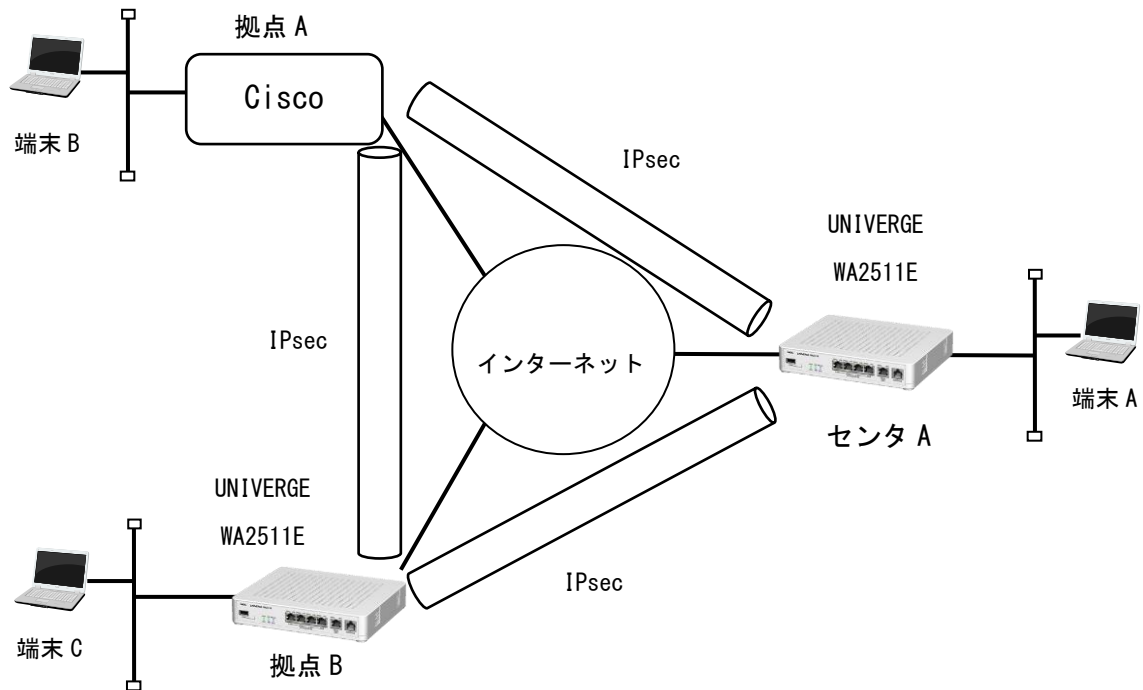 拠点 A
Cisco
端末 B
IPsec
UNIVERGE
WA2511E
IPsec
インターネット
端末 A
センタ A
UNIVERGE
WA2511E
IPsec
端末 C
拠点 B